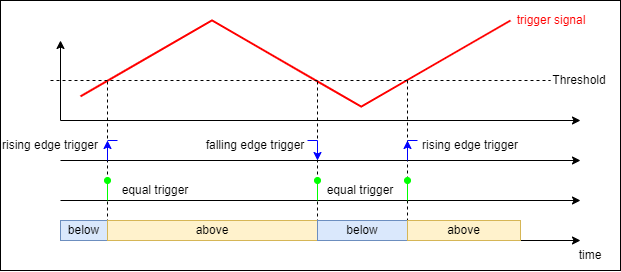 trigger signal
Threshold
rising edge trigger
falling edge trigger
rising edge trigger
equal trigger
equal trigger
below
above
below
above
time